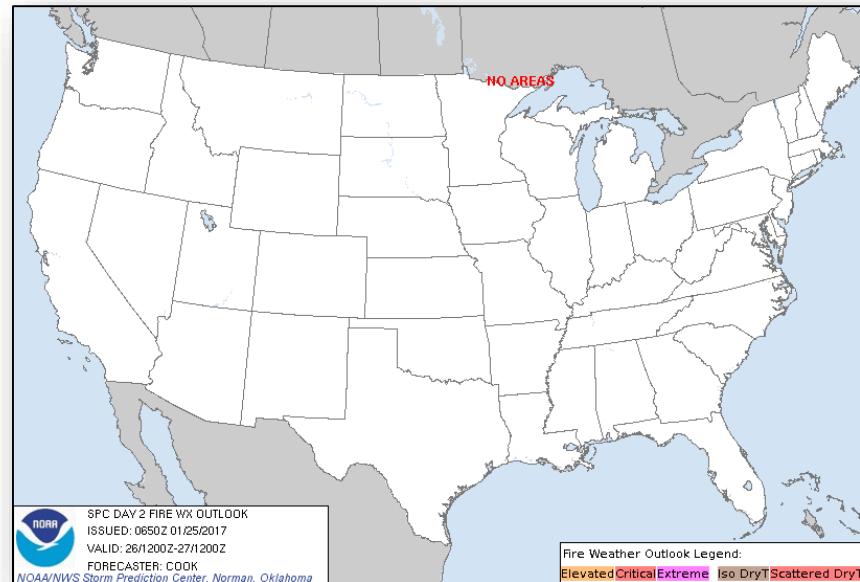 NO AREAS
NOAA
SPC DAY 2 FIRE WX OUTLOOK
ISSUED: 0650Z 01/25/2017
VALID: 26/1200Z-27/1200Z
FORECASTER: COOK
NOAA/NWS Storm Prediction Center, Norman, Oklahoma
Fire Weather Outlook Legend:
Elevated Critical Extreme Iso DryT Scattered DryT